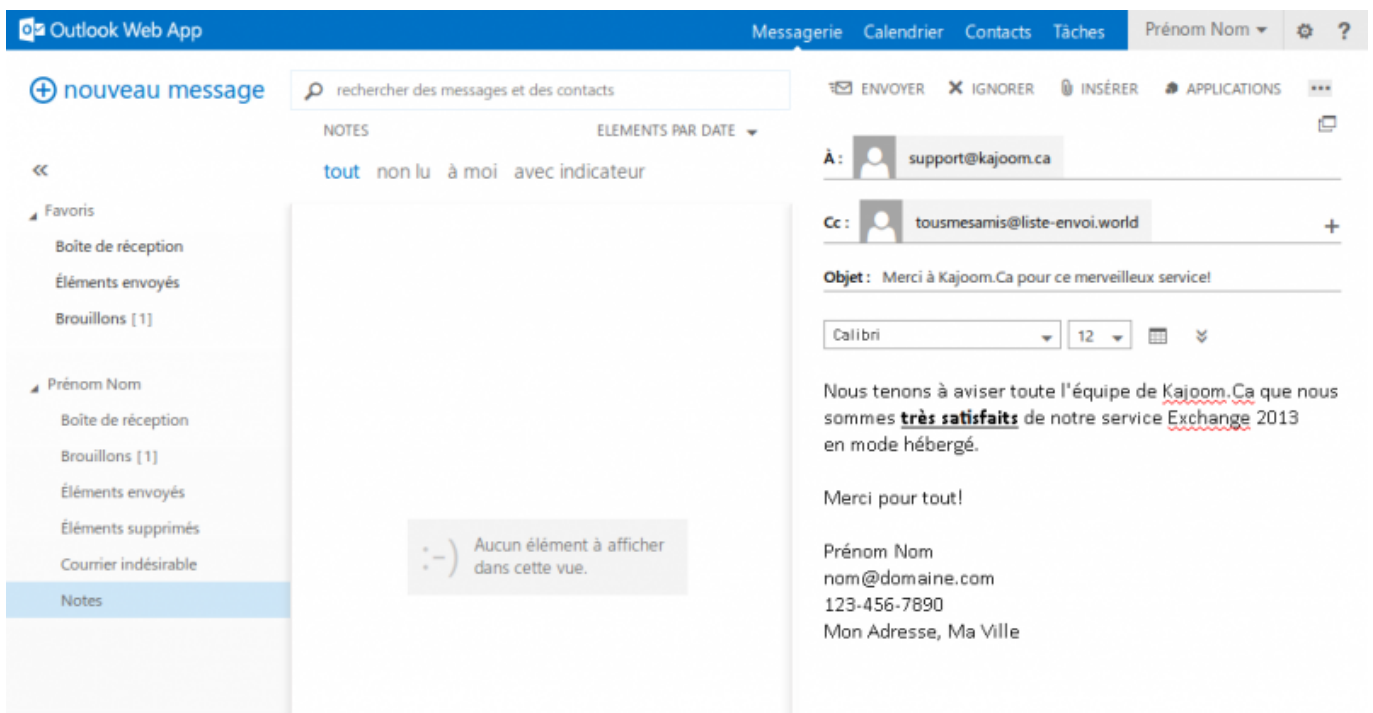 Outlook Web App
Messagerie Calendrier Contacts Tâches Prénom Nom ?
nouveau message
rechercher des messages et des contacts
NOTES ELEMENTS PAR DATE
tout non lu à moi avec indicateur
Favoris
Boîte de réception
Éléments envoyés
Brouillons [1]
Prénom Nom
Boîte de réception
Brouillons [1]
Éléments envoyés
Éléments supprimés
Courrier indésirable
Notes
:-) Aucun élément à afficher
dans cette vue.
ENVOYER IGNORER INSÉRER APPLICATIONS
À : support@kajoom.ca
Cc : tousmesamis@liste-envoi.world
Objet : Merci à Kajoom.Ca pour ce merveilleux service!
Calibri 12
Nous tenons à aviser toute l'équipe de Kajoom.Ca que nous
sommes très satisfaits de notre service Exchange 2013
en mode hébergé.
Merci pour tout!
Prénom Nom
nom@domaine.com
123-456-7890
Mon Adresse, Ma Ville